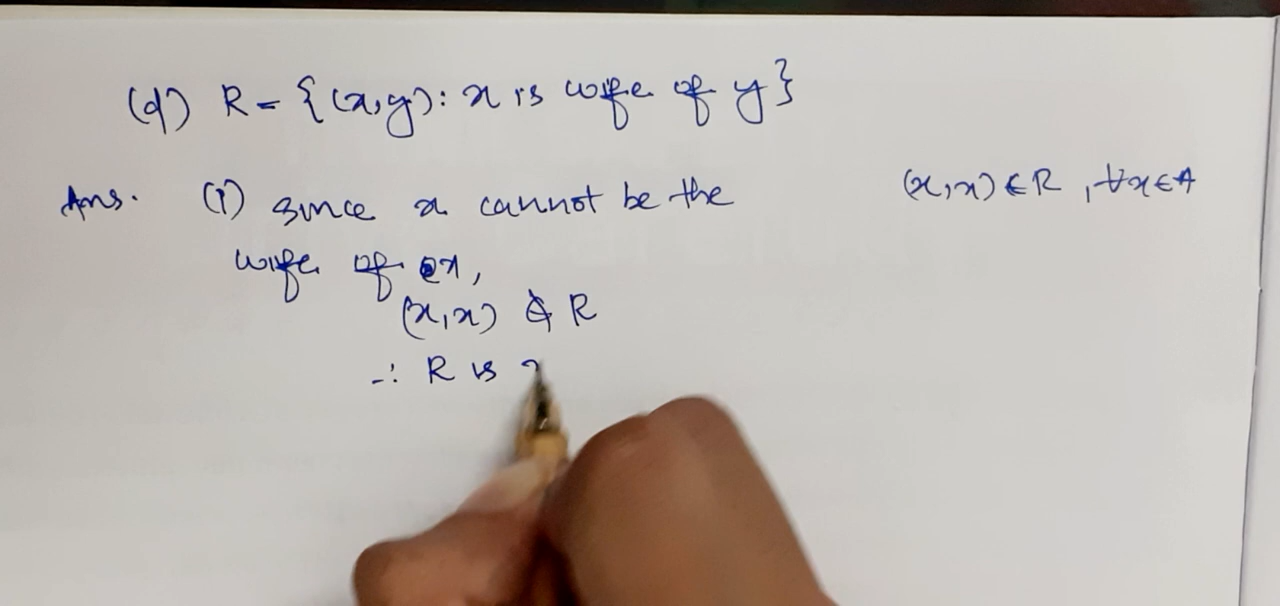 (d) R = {(x,y): x is wife of y}
Ans. (i) since x cannot be the
wife of x,
(x,x) ∉ R
∴ R is
(x,x) ∈ R, ∀x∈A